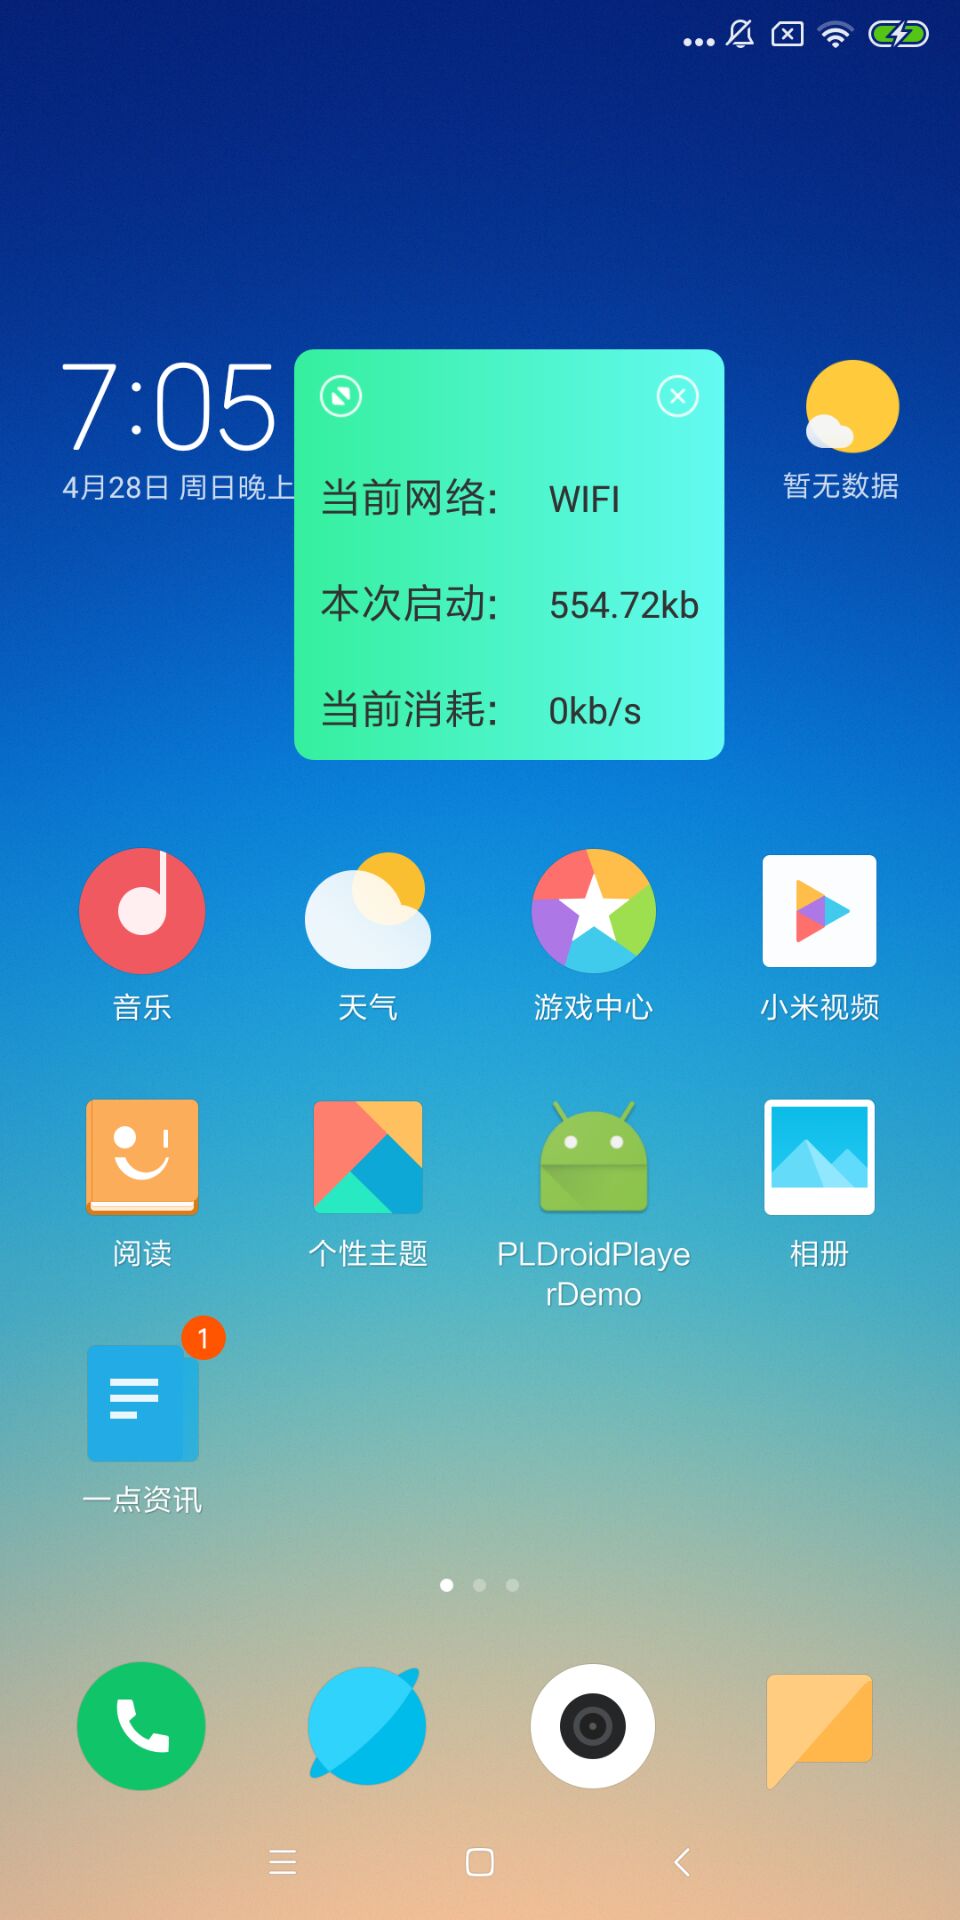 7:05
4月28日 周日晚上
暂无数据
当前网络: WIFI
本次启动: 554.72kb
当前消耗: 0kb/s
音乐
天气
游戏中心
小米视频
阅读
个性主题
PLDroidPlaye
rDemo
相册
1
一点资讯